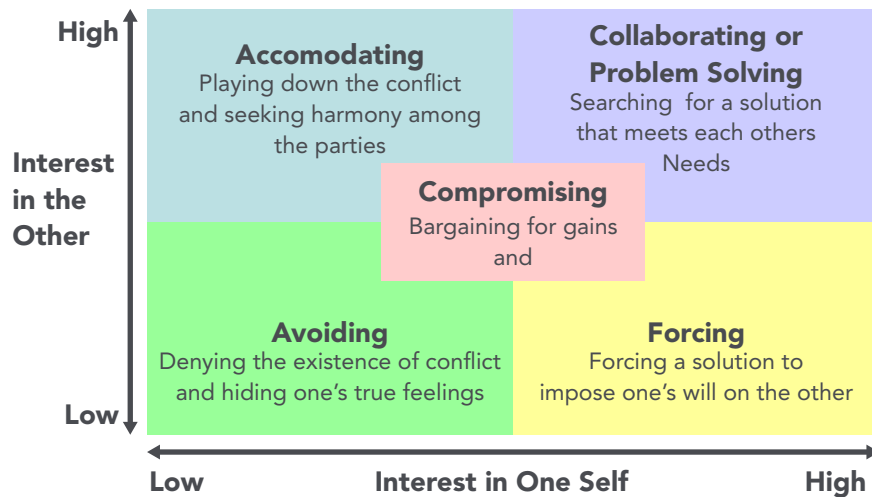 High
Interest
in the
Other
Low
Accomodating
Playing down the conflict
and seeking harmony among
the parties
Collaborating or
Problem Solving
Searching for a solution
that meets each others
Needs
Compromising
Bargaining for gains
and
Avoiding
Denying the existence of conflict
and hiding one’s true feelings
Forcing
Forcing a solution to
impose one’s will on the other
Low
Interest in One Self
High